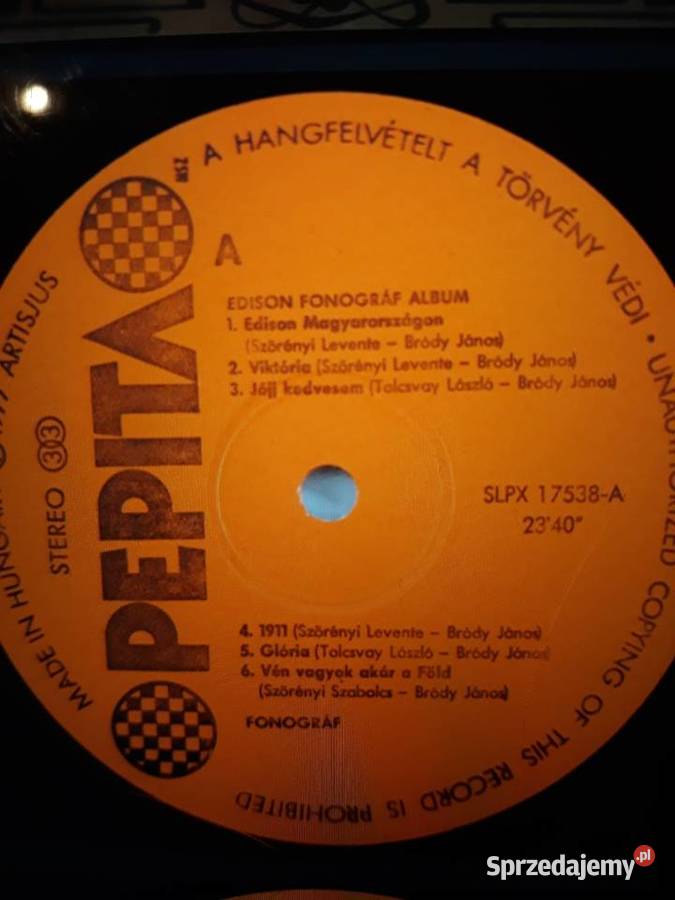 A HANGFELVÉTELT A TÖRVÉNY VÉDI • UNAUTHORIZED COPYING OF THIS RECORD IS PROHIBITED
MADE IN HUNGARY
ARTISJUS
PEPITA
MSZ
A
STEREO 33
EDISON FONOGRÁF ALBUM
1. Edison Magyarországon
(Szörényi Levente – Bródy János)
2. Viktória (Szörényi Levente – Bródy János)
3. Jöjj kedvesem (Tolcsvay László – Bródy János)
SLPX 17538-A
23'40"
4. 1911 (Szörényi Levente – Bródy János)
5. Glória (Tolcsvay László – Bródy János)
6. Vén vagyok akár a Föld
(Szörényi Szabolcs – Bródy János)
FONOGRÁF
Sprzedajemy.pl